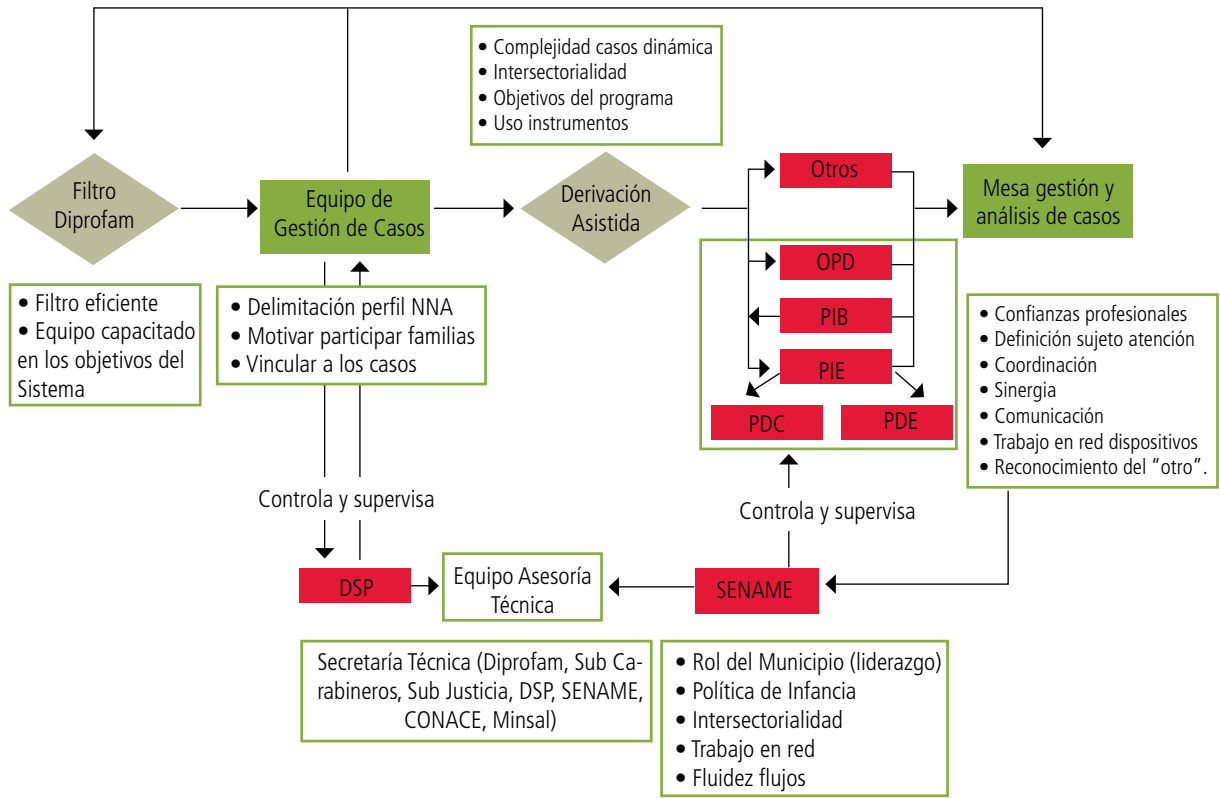 • Complejidad casos dinámica
• Intersectorialidad
• Objetivos del programa
• Uso instrumentos
Filtro
Diprofam
Equipo de
Gestión de Casos
Derivación
Asistida
Otros
OPD
PIB
PIE
PDC
PDE
Mesa gestión y
análisis de casos
• Filtro eficiente
• Equipo capacitado
en los objetivos del
Sistema
• Delimitación perfil NNA
• Motivar participar familias
• Vincular a los casos
• Confianzas profesionales
• Definición sujeto atención
• Coordinación
• Sinergia
• Comunicación
• Trabajo en red dispositivos
• Reconocimiento del “otro”.
Controla y supervisa
Controla y supervisa
DSP
Equipo Asesoría
Técnica
SENAME
Secretaría Técnica (Diprofam, Sub Ca-
rabineros, Sub Justicia, DSP, SENAME,
CONACE, Minsal)
• Rol del Municipio (liderazgo)
• Política de Infancia
• Intersectorialidad
• Trabajo en red
• Fluidez flujos